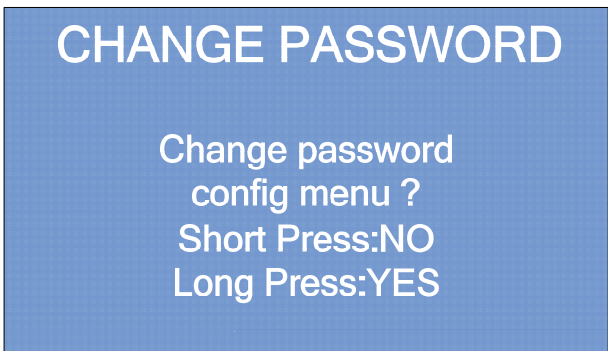 CHANGE PASSWORD
Change password
config menu ?
Short Press:NO
Long Press:YES